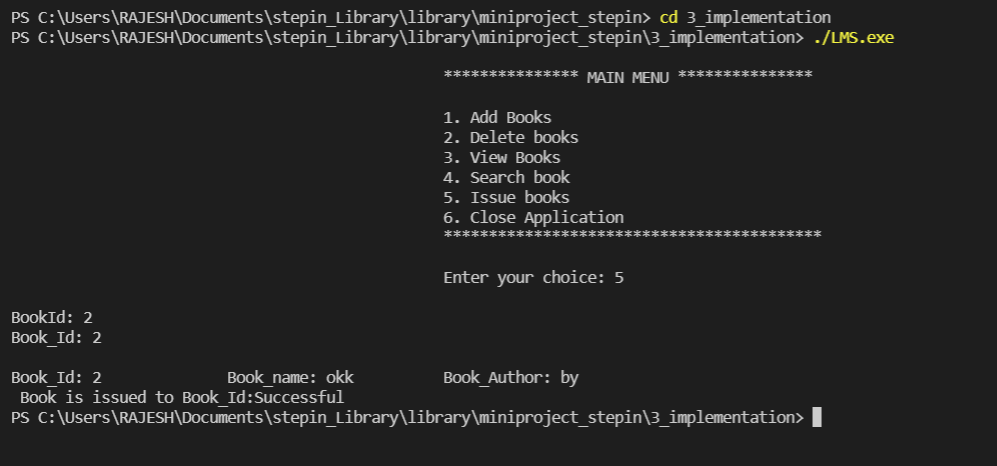 PS C:\Users\RAJESH\Documents\stepin_Library\library\miniproject_stepin> cd 3_implementation
PS C:\Users\RAJESH\Documents\stepin_Library\library\miniproject_stepin\3_implementation> ./LMS.exe
*************** MAIN MENU ***************
1. Add Books
2. Delete books
3. View Books
4. Search book
5. Issue books
6. Close Application
******************************************
Enter your choice: 5
BookId: 2
Book_Id: 2
Book_Id: 2 Book_name: okk Book_Author: by
Book is issued to Book_Id:Successful
PS C:\Users\RAJESH\Documents\stepin_Library\library\miniproject_stepin\3_implementation>